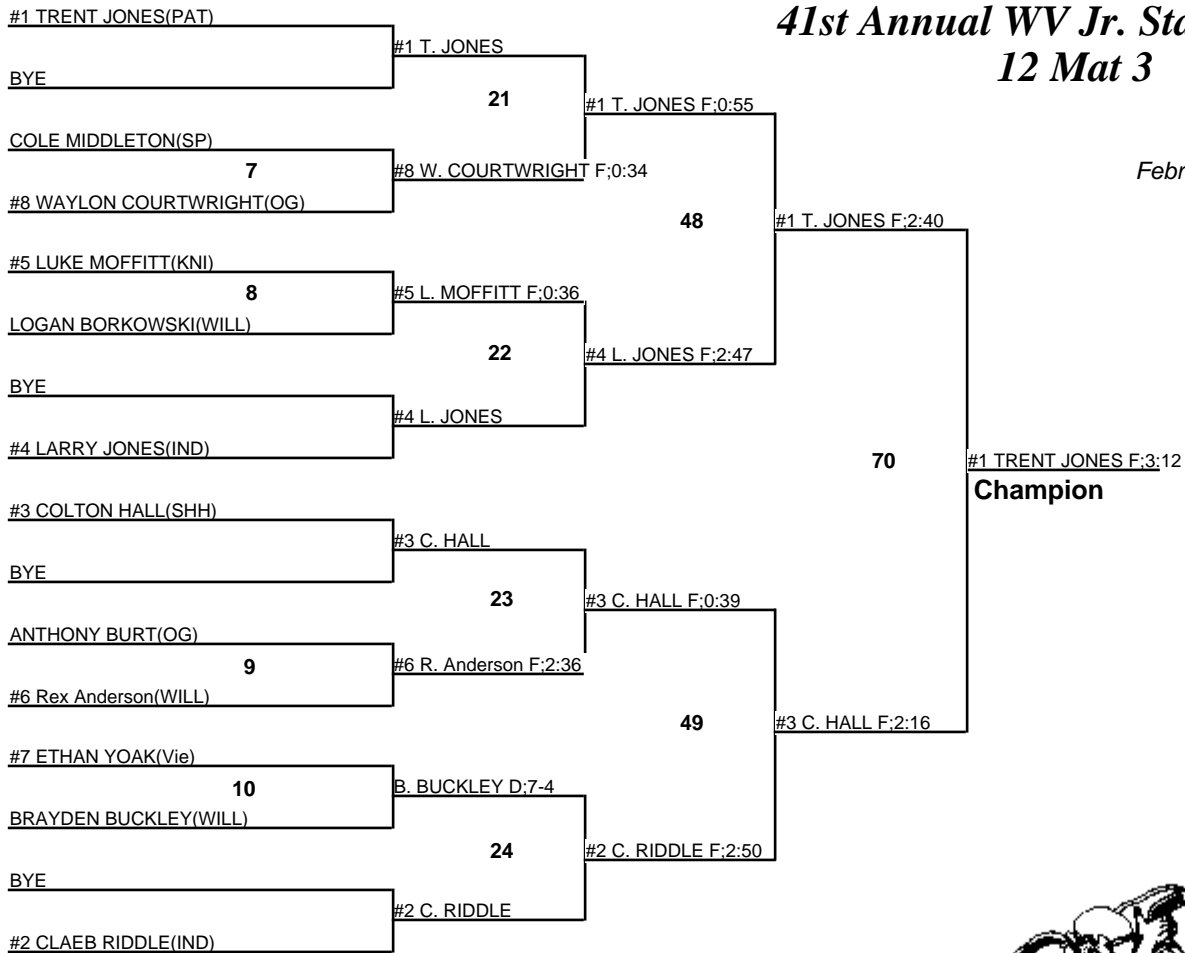 #1 TRENT JONES(PAT)
41st Annual WV Jr.
#1 T. JONES
12 Mat 3
BYE
21
#1 T. JONES F;0:55
COLE MIDDLETON(SP)
7
#8 W. COURTWRIGHT F;0:34
#8 WAYLON COURTWRIGHT(OG)
48
#1 T. JONES F;2:40
#5 LUKE MOFFITT(KNI)
8
#5 L. MOFFITT F;0:36
LOGAN BORKOWSKI(WILL)
22
#4 L. JONES F;2:47
BYE
#4 L. JONES
#4 LARRY JONES(IND)
70
#1 TRENT JONES F;3:12
Champion
#3 COLTON HALL(SHH)
#3 C. HALL
BYE
23
#3 C. HALL F;0:39
ANTHONY BURT(OG)
9
#6 R. Anderson F;2:36
#6 Rex Anderson(WILL)
49
#3 C. HALL F;2:16
#7 ETHAN YOAK(Vie)
10
B. BUCKLEY D;7-4
BRAYDEN BUCKLEY(WILL)
24
#2 C. RIDDLE F;2:50
BYE
#2 C. RIDDLE
#2 CLAEB RIDDLE(IND)